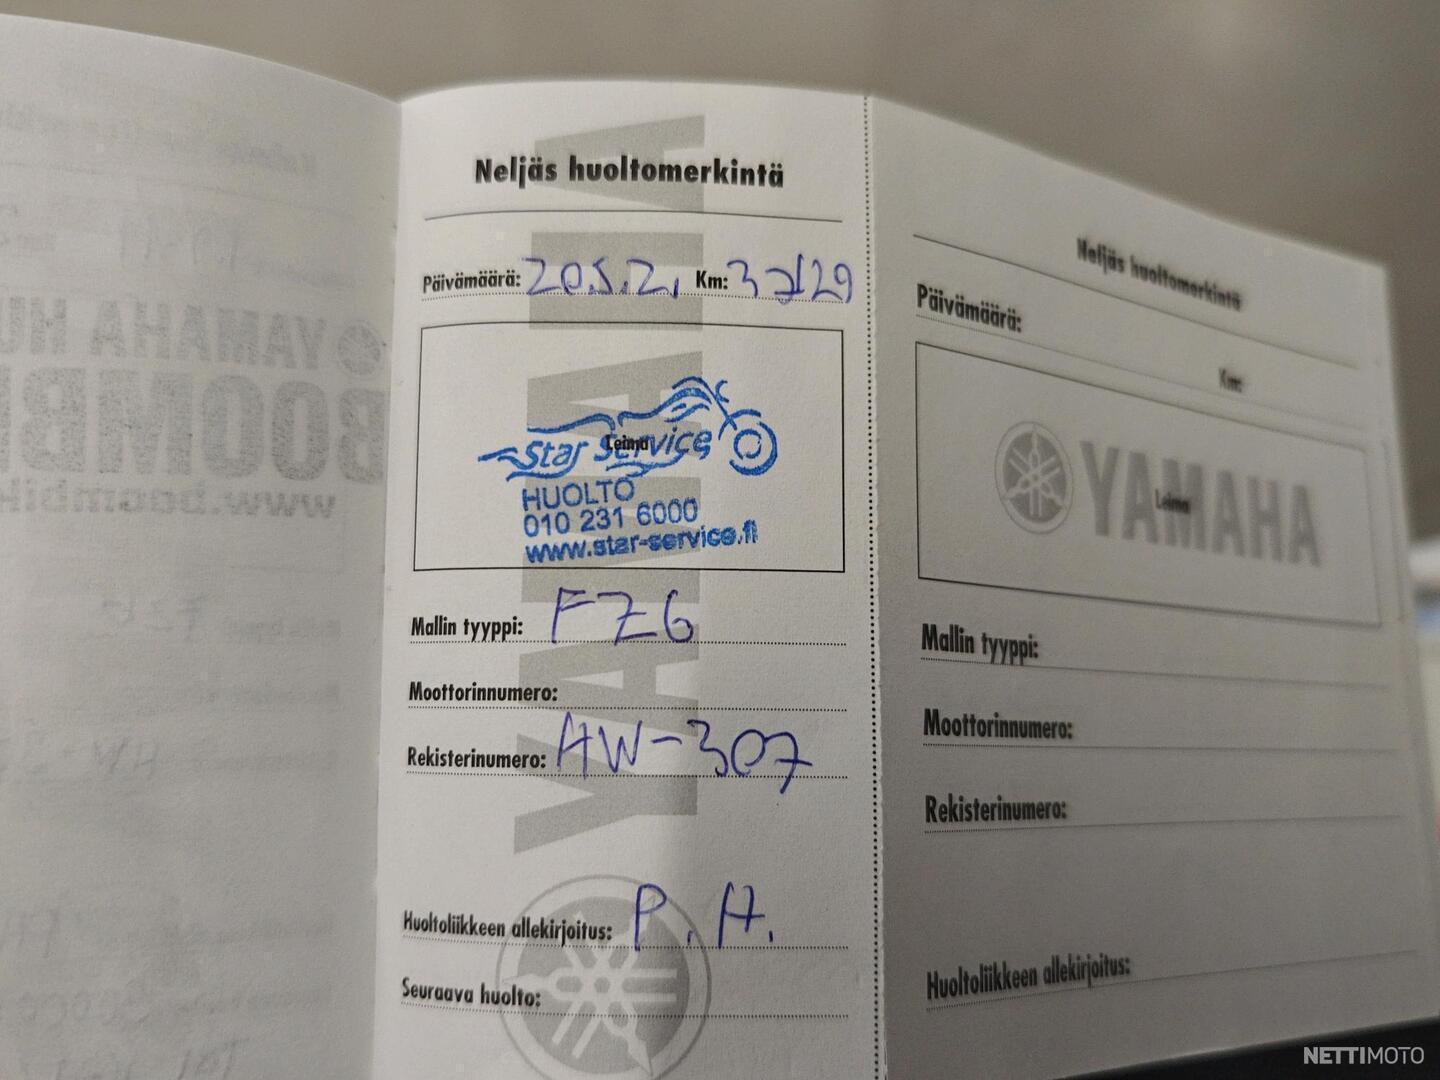 Neljäs huoltomerkintä
Päivämäärä: 20.5.2. Km:
YAMAHA
Leima
Star Service
HUOLTO
010 231 6000
www.star-service.fi
Mallin tyyppi: FZ6
Moottorinnumero:
Rekisterinumero: AW-307
Huoltoliikkeen allekirjoitus: P. H.
Seuraava huolto:
Neljäs huoltomerkintä
Päivämäärä:
Km:
YAMAHA
Leima
Mallin tyyppi:
Moottorinnumero:
Rekisterinumero:
Huoltoliikkeen allekirjoitus:
NETTIMOTO